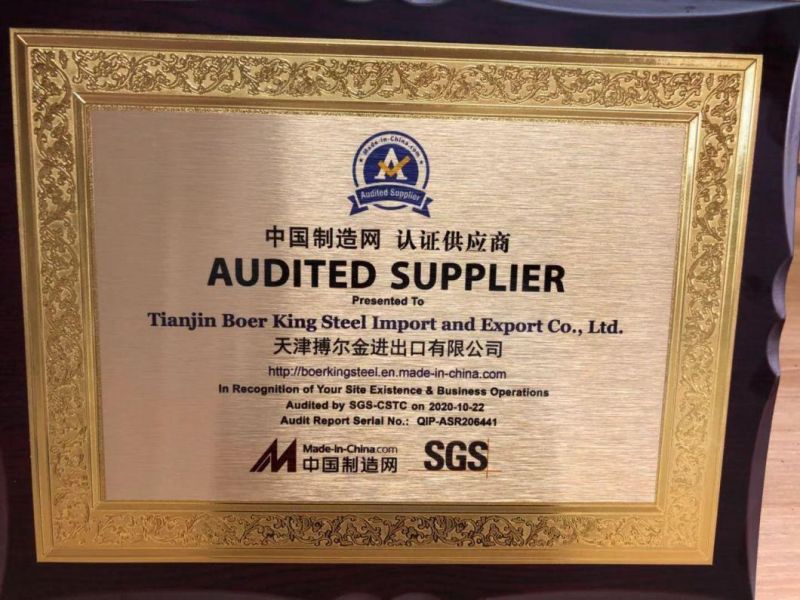 Made-in-China.com
Audited Supplier
中国制造网 认证供应商
AUDITED SUPPLIER
Presented To
Tianjin Boer King Steel Import and Export Co., Ltd.
天津搏尔金进出口有限公司
http://boerkingsteel.en.made-in-china.com
In Recognition of Your Site Existence & Business Operations
Audited by SGS-CSTC on 2020-10-22
Audit Report Serial No.: QIP-ASR206441
Made-in-China.com
中国制造网
SGS